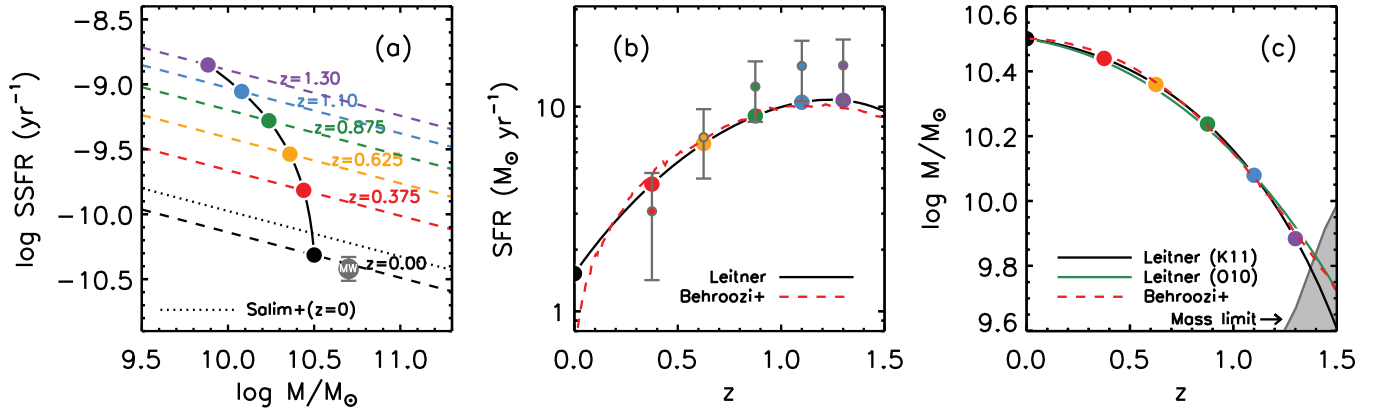 (a)
log SSFR (yr⁻¹)
−8.5
−9.0
−9.5
−10.0
−10.5
z=1.30
z=1.10
z=0.875
z=0.625
z=0.375
z=0.00
MW
Salim+(z=0)
9.5 10.0 10.5 11.0
log M/M⊙
(b)
SFR (M⊙ yr⁻¹)
10
1
Leitner
Behroozi+
0.0 0.5 1.0 1.5
z
(c)
log M/M⊙
10.6
10.4
10.2
10.0
9.8
9.6
Leitner (K11)
Leitner (O10)
Behroozi+
Mass limit→
0.0 0.5 1.0 1.5
z